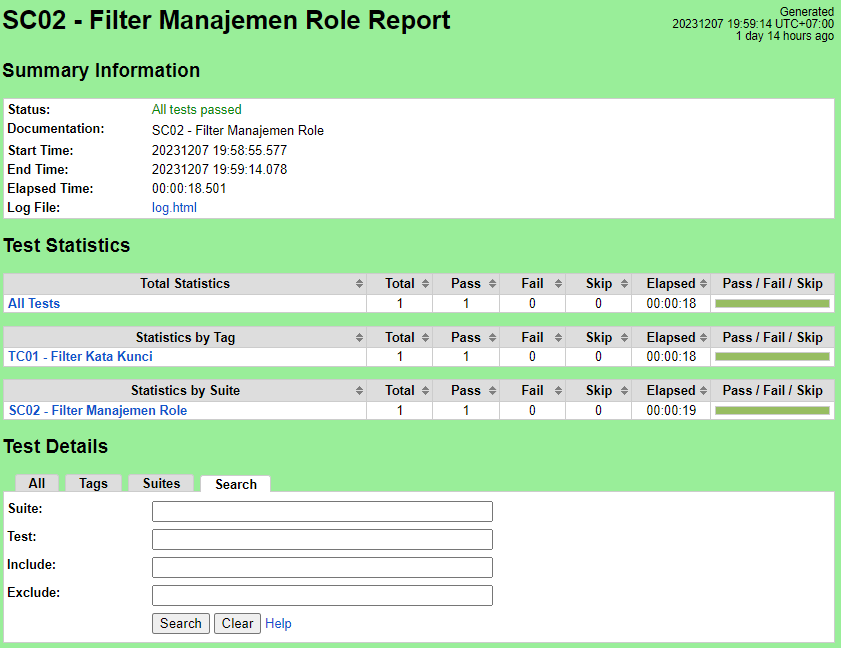 SC02 - Filter Manajemen Role Report
Generated
20231207 19:59:14 UTC+07:00
1 day 14 hours ago
Summary Information
Status: All tests passed
Documentation: SC02 - Filter Manajemen Role
Start Time: 20231207 19:58:55.577
End Time: 20231207 19:59:14.078
Elapsed Time: 00:00:18.501
Log File: log.html
Test Statistics
Total Statistics Total Pass Fail Skip Elapsed Pass / Fail / Skip
All Tests 1 1 0 0 00:00:18
Statistics by Tag Total Pass Fail Skip Elapsed Pass / Fail / Skip
TC01 - Filter Kata Kunci 1 1 0 0 00:00:18
Statistics by Suite Total Pass Fail Skip Elapsed Pass / Fail / Skip
SC02 - Filter Manajemen Role 1 1 0 0 00:00:19
Test Details
All Tags Suites Search
Suite:
Test:
Include:
Exclude:
Search Clear Help